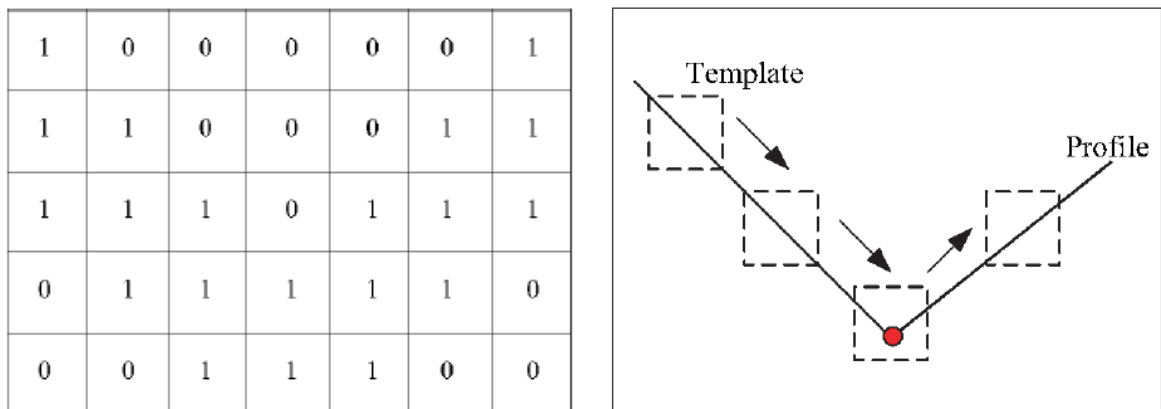 1 0 0 0 0 0 1
1 1 0 0 0 1 1
1 1 1 0 1 1 1
0 1 1 1 1 1 0
0 0 1 1 1 0 0
Template
Profile